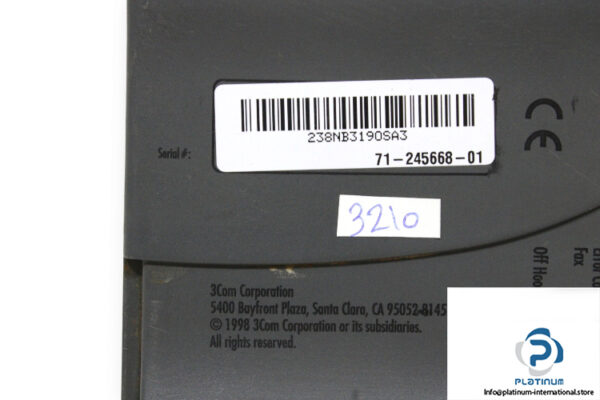 238NB3190SA3
Serial #:
71-245668-01
3210
CE
3Com Corporation
5400 Bayfront Plaza, Santa Clara, CA 95052-8145
© 1998 3Com Corporation or its subsidiaries.
All rights reserved.
Fax
Off Hoo
PLATINUM
Info@platinum-international.store